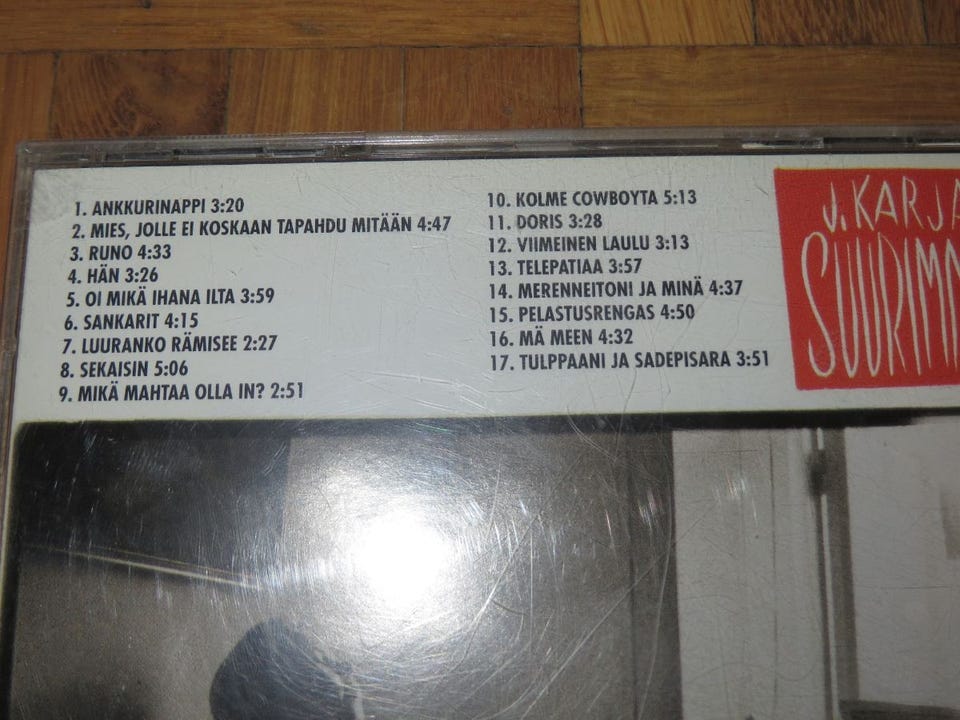 1. ANKKURINAPPI 3:20
2. MIES, JOLLE EI KOSKAAN TAPAHDU MITÄÄN 4:47
3. RUNO 4:33
4. HÄN 3:26
5. OI MIKÄ IHANA ILTA 3:59
6. SANKARIT 4:15
7. LUURANKO RÄMISEE 2:27
8. SEKAISIN 5:06
9. MIKÄ MAHTAA OLLA IN? 2:51
10. KOLME COWBOYTA 5:13
11. DORIS 3:28
12. VIIMEINEN LAULU 3:13
13. TELEPATIAA 3:57
14. MERENNEITONI JA MINÄ 4:37
15. PELASTUSRENGAS 4:50
16. MÄ MEEN 4:32
17. TULPPAANI JA SADEPISARA 3:51
J. KARJA
SUURIMM